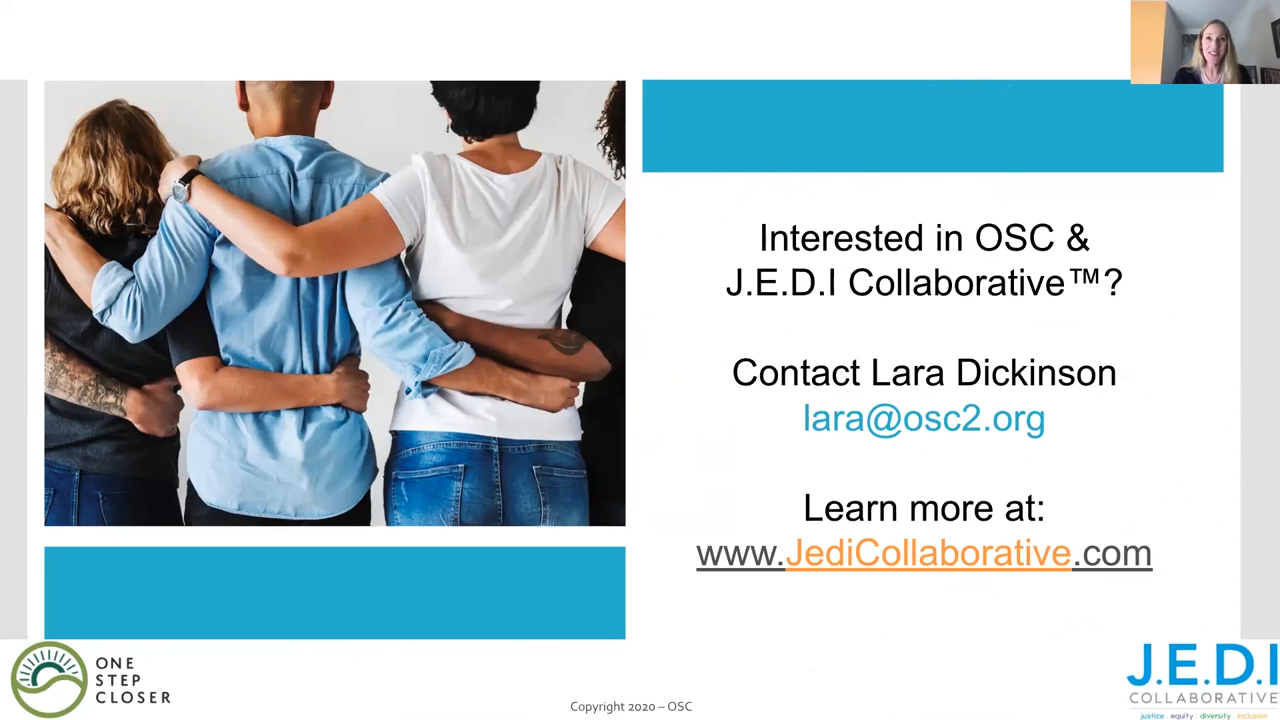 Interested in OSC &
J.E.D.I Collaborative™?
Contact Lara Dickinson
lara@osc2.org
Learn more at:
www.JediCollaborative.com
ONE
STEP
CLOSER
Copyright 2020 – OSC
J.E.D.I
COLLABORATIVE
justice . equity . diversity . inclusion